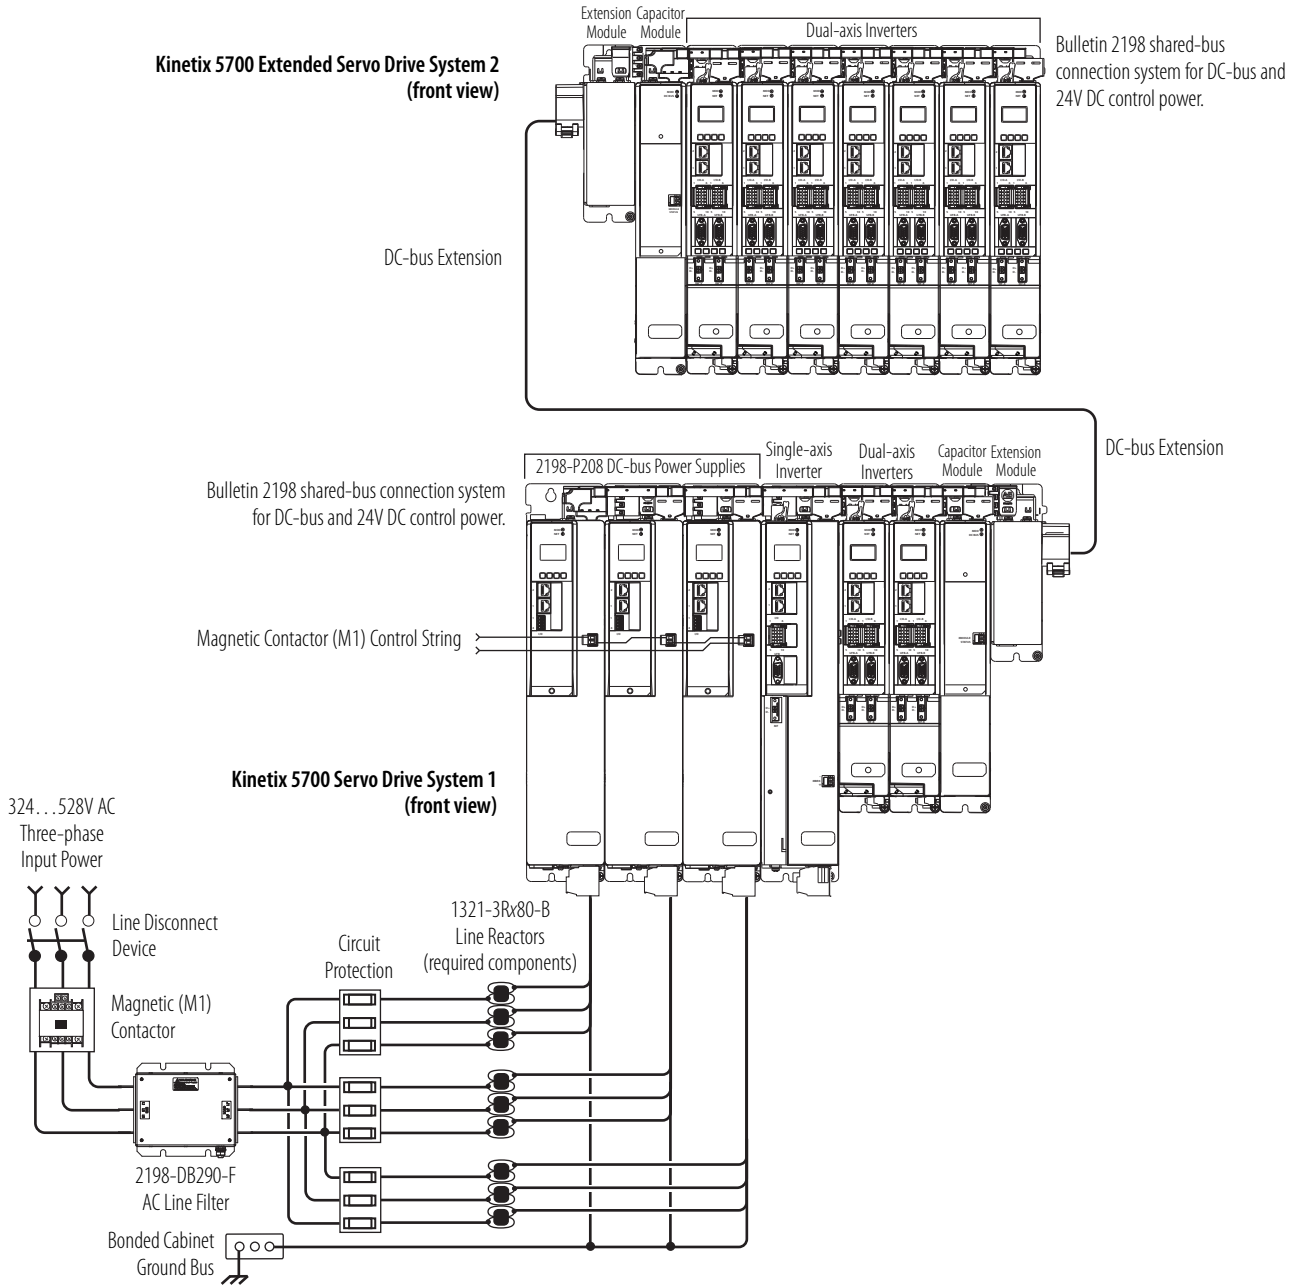 Extension
Module
Capacitor
Module
Dual-axis Inverters
Kinetix 5700 Extended Servo Drive System 2
(front view)
Bulletin 2198 shared-bus
connection system for DC-bus and
24V DC control power.
DC-bus Extension
DC-bus Extension
2198-P208 DC-bus Power Supplies
Single-axis
Inverter
Dual-axis
Inverters
Capacitor
Module
Extension
Module
Bulletin 2198 shared-bus connection system
for DC-bus and 24V DC control power.
Magnetic Contactor (M1) Control String
Kinetix 5700 Servo Drive System 1
(front view)
324…528V AC
Three-phase
Input Power
Line Disconnect
Device
Magnetic (M1)
Contactor
Circuit
Protection
1321-3Rx80-B
Line Reactors
(required components)
2198-DB290-F
AC Line Filter
Bonded Cabinet
Ground Bus